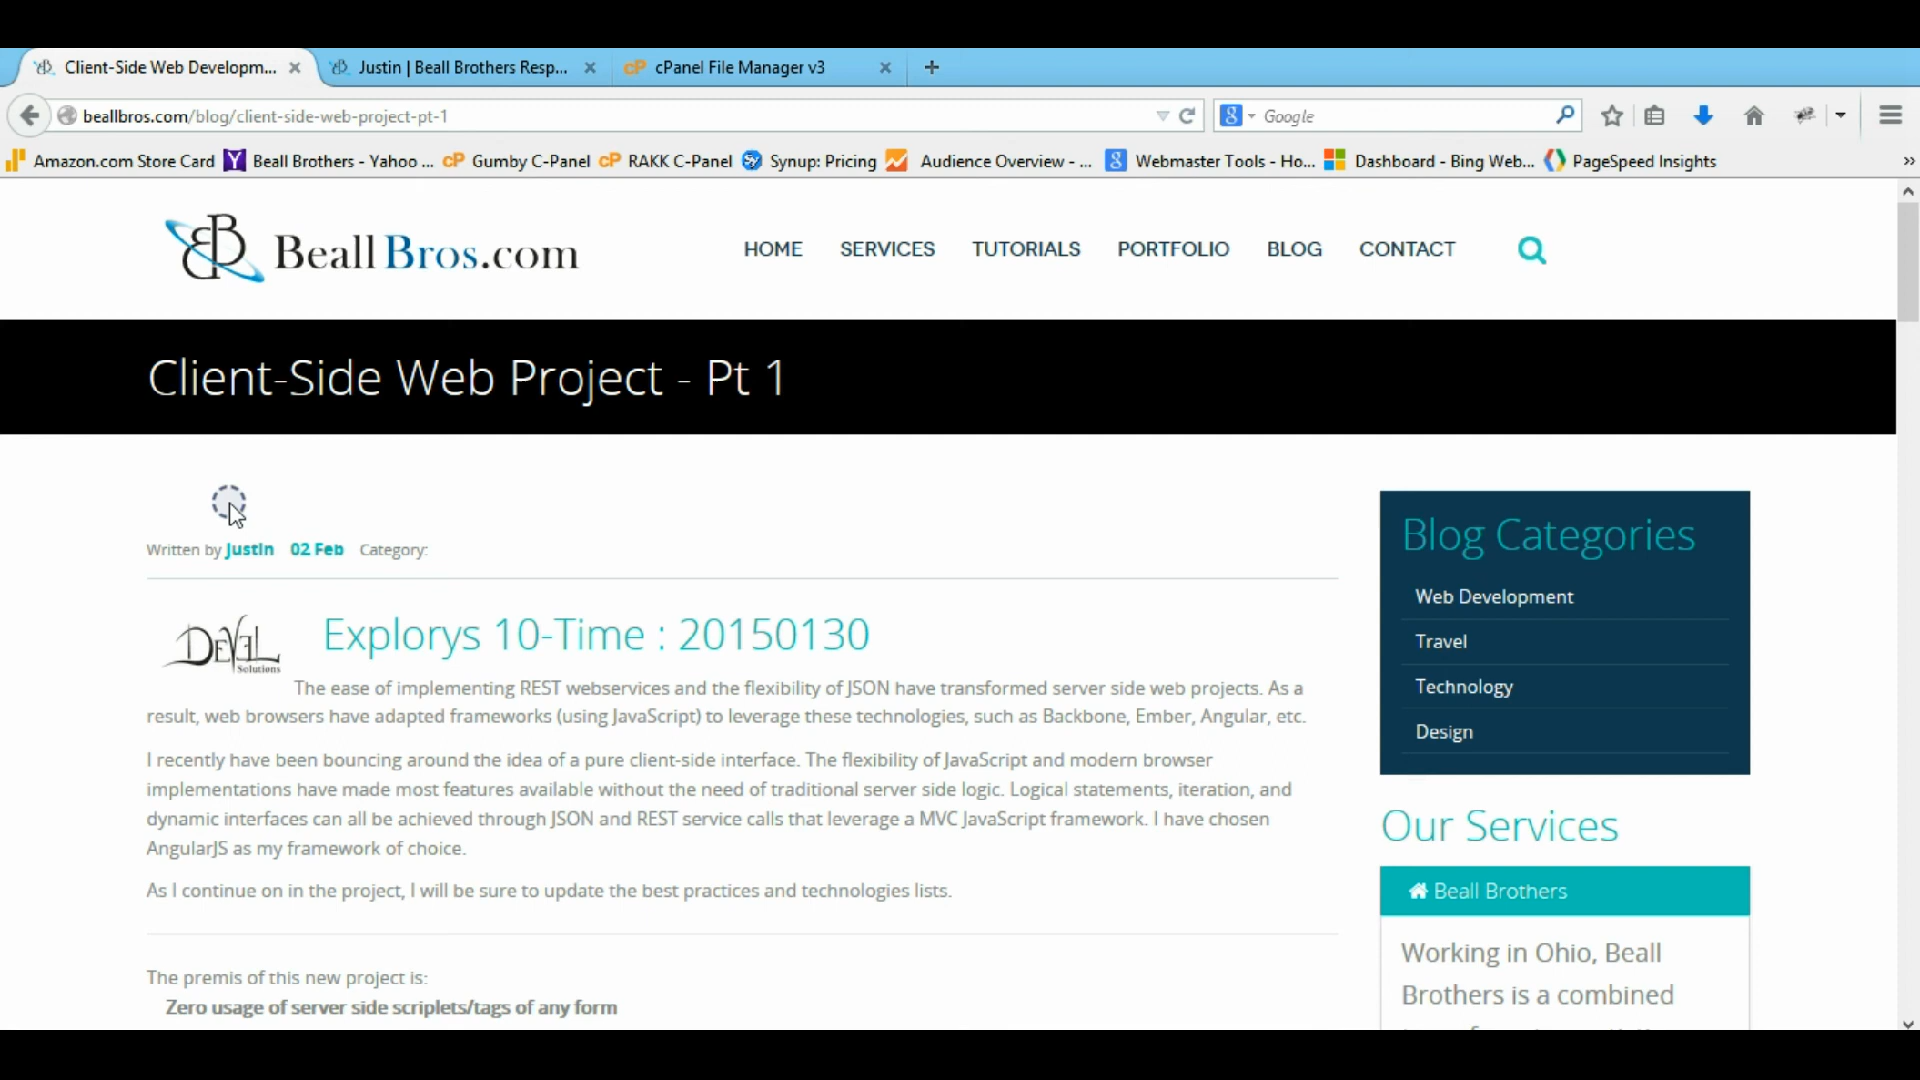 Client-Side Web Developm...
Justin | Beall Brothers Resp...
cP cPanel File Manager v3
beallbros.com/blog/client-side-web-project-pt-1
Google
Amazon.com Store Card
Beall Brothers - Yahoo ...
cP Gumby C-Panel
cP RAKK C-Panel
Synup: Pricing
Audience Overview - ...
Webmaster Tools - Ho...
Dashboard - Bing Web...
PageSpeed Insights
Beall Bros.com
HOME SERVICES TUTORIALS PORTFOLIO BLOG CONTACT
Client-Side Web Project - Pt 1
Written by Justin 02 Feb Category:
DEVLL Solutions
Explorys 10-Time : 20150130
The ease of implementing REST webservices and the flexibility of JSON have transformed server side web projects. As a
result, web browsers have adapted frameworks (using JavaScript) to leverage these technologies, such as Backbone, Ember, Angular, etc.
I recently have been bouncing around the idea of a pure client-side interface. The flexibility of JavaScript and modern browser
implementations have made most features available without the need of traditional server side logic. Logical statements, iteration, and
dynamic interfaces can all be achieved through JSON and REST service calls that leverage a MVC JavaScript framework. I have chosen
AngularJS as my framework of choice.
As I continue on in the project, I will be sure to update the best practices and technologies lists.
The premis of this new project is:
Zero usage of server side scriplets/tags of any form
Blog Categories
Web Development
Travel
Technology
Design
Our Services
Beall Brothers
Working in Ohio, Beall
Brothers is a combined